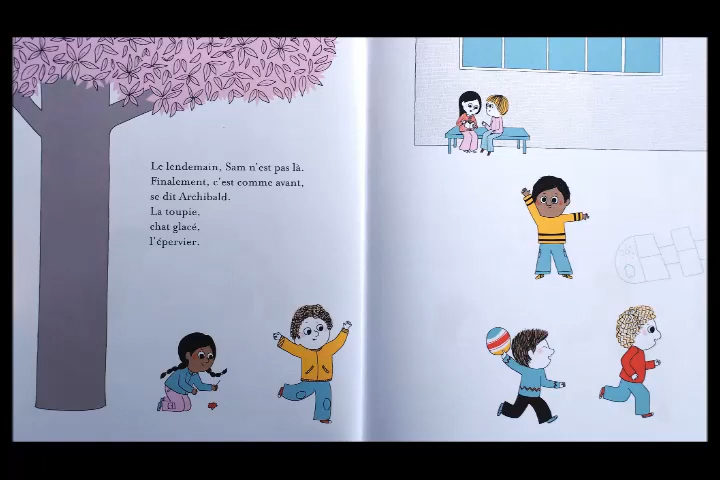 Le lendemain, Sam n'est pas là.
Finalement, c'est comme avant,
se dit Archibald.
La toupie,
chat glacé,
l'épervier.